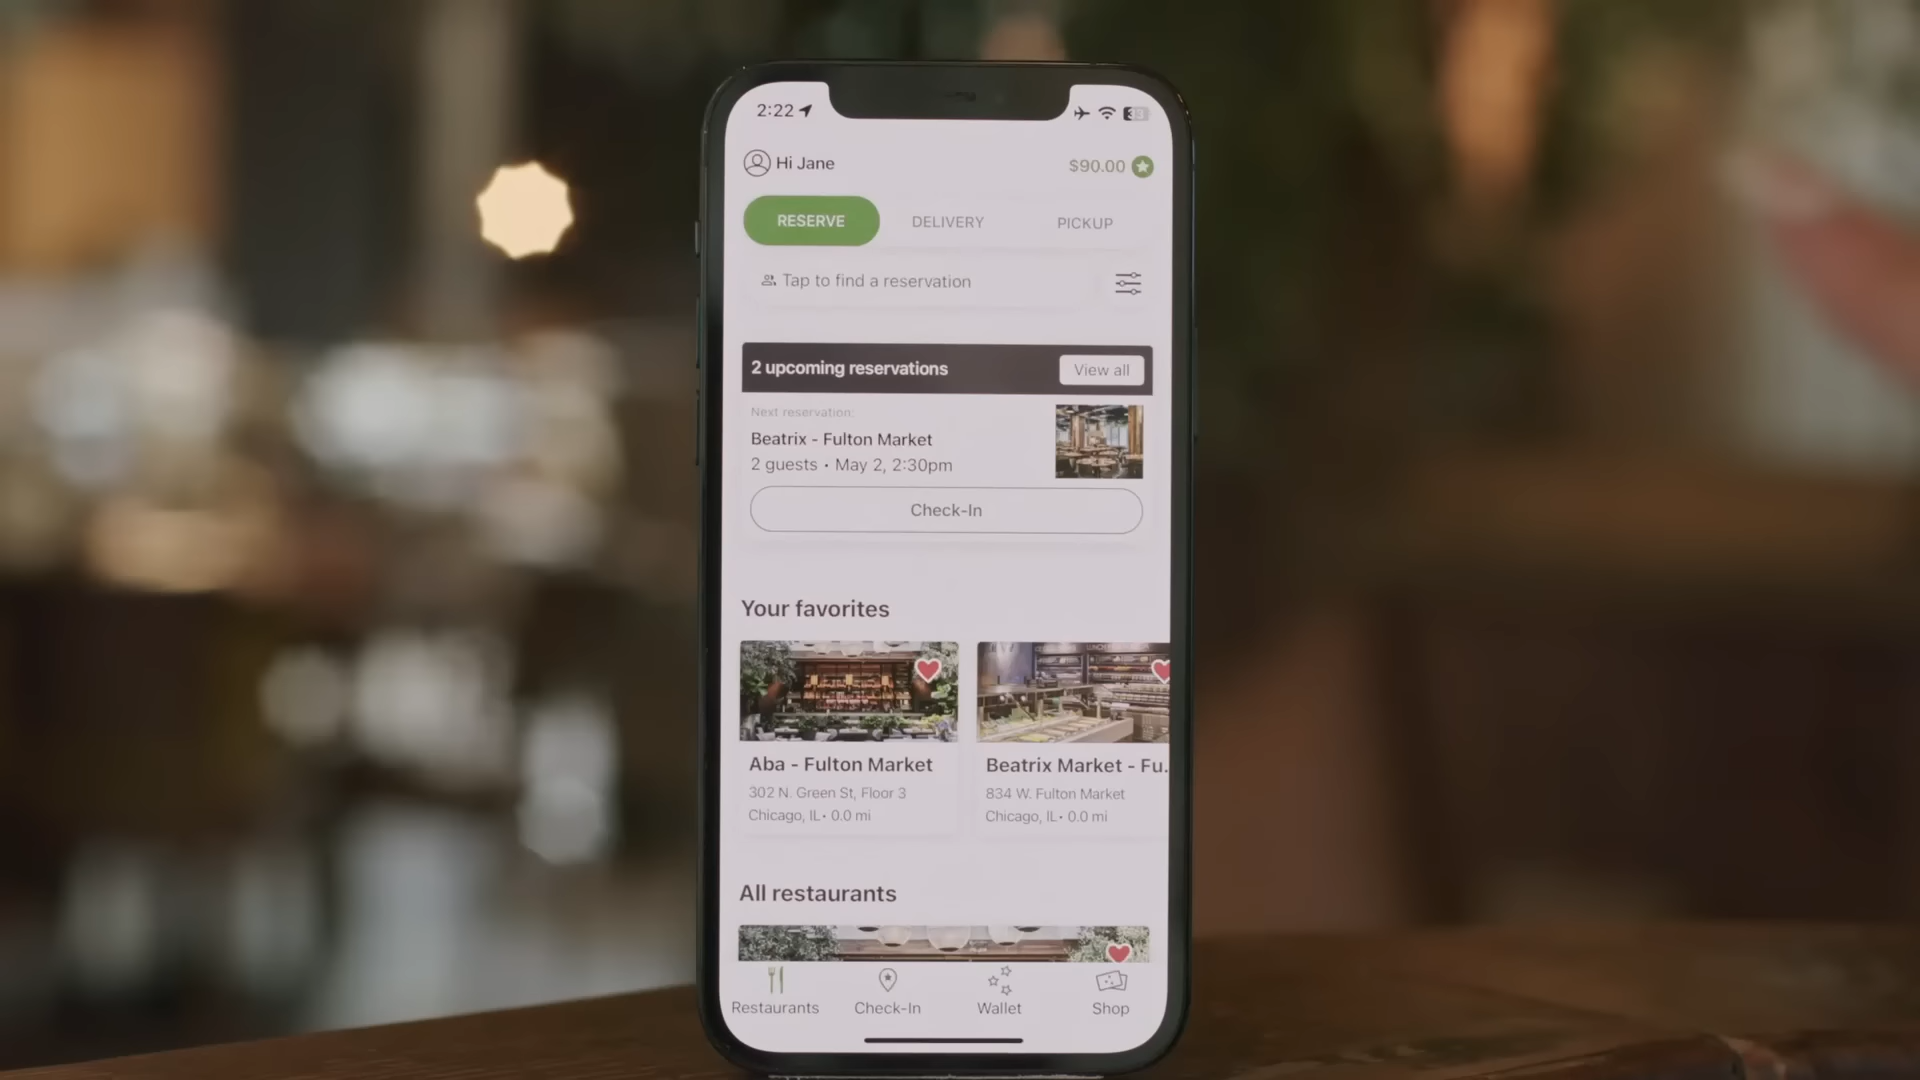 2:22
33
Hi Jane
$90.00
RESERVE
DELIVERY
PICKUP
Tap to find a reservation
2 upcoming reservations
View all
Next reservation:
Beatrix - Fulton Market
2 guests • May 2, 2:30pm
Check-In
Your favorites
Aba - Fulton Market
302 N. Green St, Floor 3
Chicago, IL• 0.0 mi
Beatrix Market - Fu.
834 W. Fulton Market
Chicago, IL• 0.0 mi
All restaurants
Restaurants
Check-In
Wallet
Shop